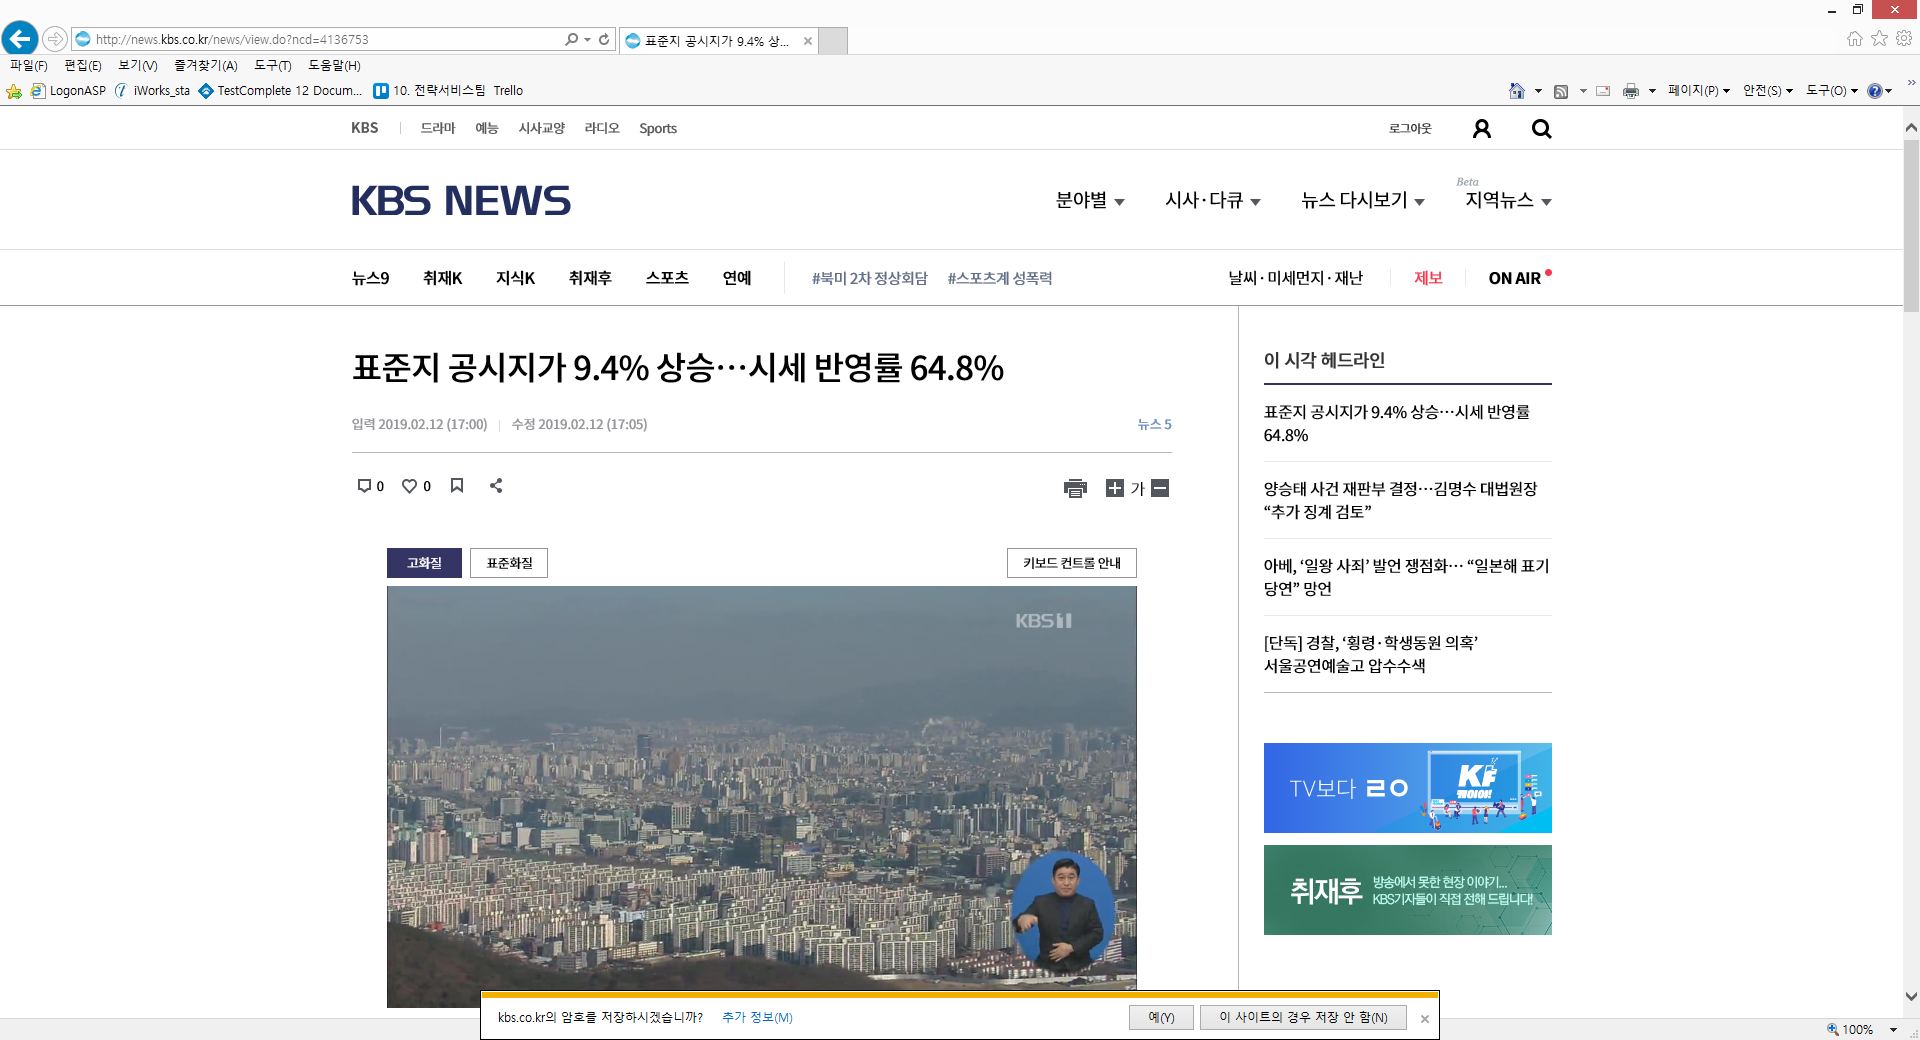 http://news.kbs.co.kr/news/view.do?ncd=4136753
표준지 공시지가 9.4% 상...
파일(F) 편집(E) 보기(V) 즐겨찾기(A) 도구(T) 도움말(H)
LogonASP iWorks_sta TestComplete 12 Docum... 10. 전략서비스팀 Trello
페이지(P) 안전(S) 도구(O)
KBS 드라마 예능 시사교양 라디오 Sports
로그아웃
KBS NEWS
Beta
분야별 시사·다큐 뉴스 다시보기 지역뉴스
뉴스9 취재K 지식K 취재후 스포츠 연예 #북미 2차 정상회담 #스포츠계 성폭력 날씨·미세먼지·재난 제보 ON AIR
표준지 공시지가 9.4% 상승…시세 반영률 64.8%
입력 2019.02.12 (17:00) 수정 2019.02.12 (17:05) 뉴스 5
0 0
가
고화질 표준화질 키보드 컨트롤 안내
KBS 1
이 시각 헤드라인
표준지 공시지가 9.4% 상승…시세 반영률
64.8%
양승태 사건 재판부 결정…김명수 대법원장
“추가 징계 검토”
아베, ‘일왕 사죄’ 발언 쟁점화… “일본해 표기
당연” 망언
[단독] 경찰, ‘횡령·학생동원 의혹’
서울공연예술고 압수수색
TV보다 ㄹㅇ
KF
케이야!
취재후
방송에서 못한 현장 이야기...
KBS기자들이 직접 전해 드립니다!
kbs.co.kr의 암호를 저장하시겠습니까? 추가 정보(M) 예(Y) 이 사이트의 경우 저장 안 함(N)
100%